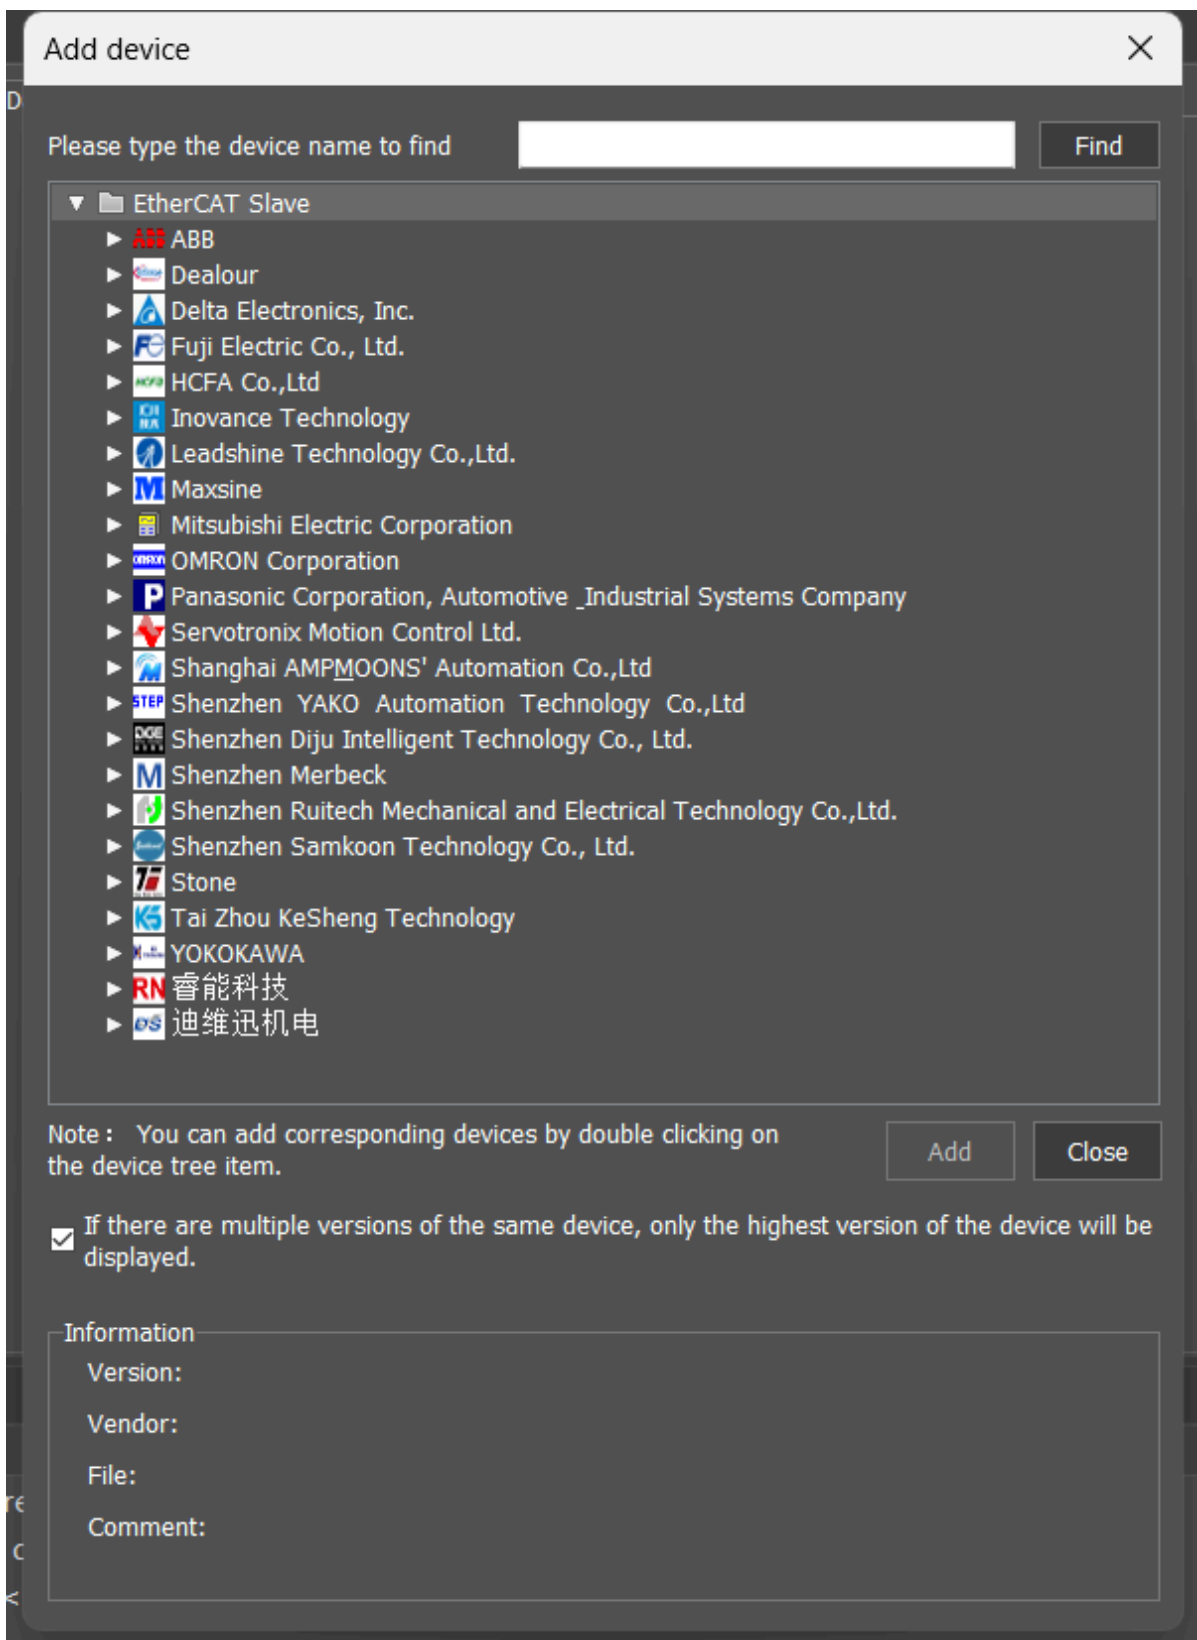 Add device
Please type the device name to find
Find
EtherCAT Slave
ABB
Dealour
Delta Electronics, Inc.
Fuji Electric Co., Ltd.
HCFA Co.,Ltd
Inovance Technology
Leadshine Technology Co.,Ltd.
Maxsine
Mitsubishi Electric Corporation
OMRON Corporation
Panasonic Corporation, Automotive _Industrial Systems Company
Servotronix Motion Control Ltd.
Shanghai AMPMOONS' Automation Co.,Ltd
STEP Shenzhen YAKO Automation Technology Co.,Ltd
Shenzhen Diju Intelligent Technology Co., Ltd.
Shenzhen Merbeck
Shenzhen Ruitech Mechanical and Electrical Technology Co.,Ltd.
Shenzhen Samkoon Technology Co., Ltd.
Stone
Tai Zhou KeSheng Technology
YOKOKAWA
RN 睿能科技
迪维迅机电
Note： You can add corresponding devices by double clicking on
the device tree item.
Add
Close
If there are multiple versions of the same device, only the highest version of the device will be
displayed.
Information
Version:
Vendor:
File:
Comment: